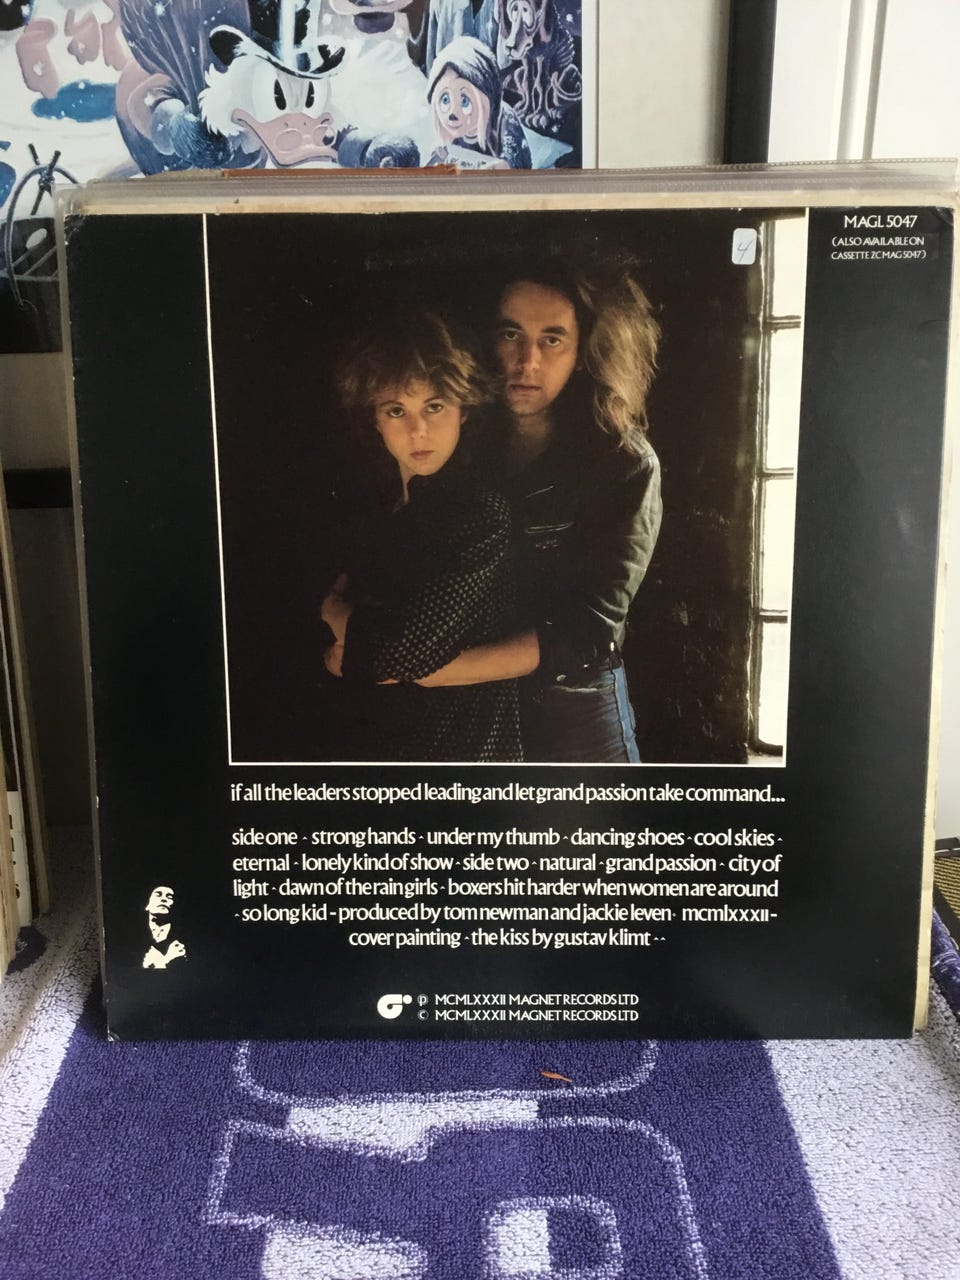 MAGL 5047
(ALSO AVAILABLE ON
CASSETTE ZC MAG 5047)
4
if all the leaders stopped leading and let grand passion take command...
side one - strong hands - under my thumb - dancing shoes - cool skies -
eternal - lonely kind of show - side two - natural - grand passion - city of
light - dawn of the rain girls - boxers hit harder when women are around
- so long kid - produced by tom newman and jackie leven - mcmlxxxii -
cover painting - the kiss by gustav klimt - -
℗ MCMLXXXII MAGNET RECORDS LTD
© MCMLXXXII MAGNET RECORDS LTD